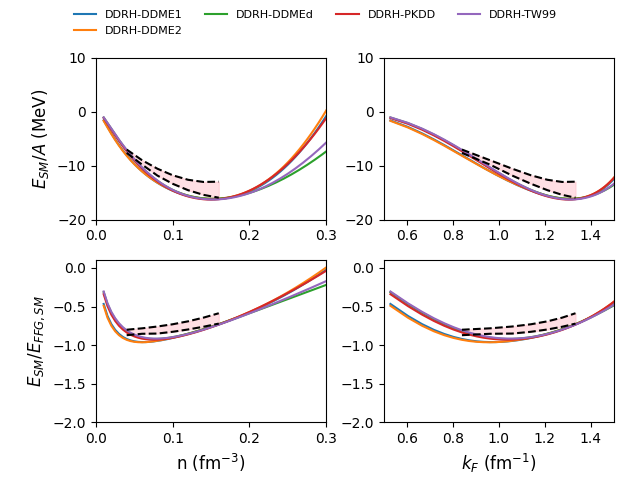 DDRH-DDME1 DDRH-DDMEd DDRH-PKDD DDRH-TW99
DDRH-DDME2
10
0
−10
−20
0.0 0.1 0.2 0.3
E_SM/A (MeV)
10
0
−10
−20
0.6 0.8 1.0 1.2 1.4
0.0
−0.5
−1.0
−1.5
−2.0
0.0 0.1 0.2 0.3
E_SM/E_FFG, SM
n (fm⁻³)
0.0
−0.5
−1.0
−1.5
−2.0
0.6 0.8 1.0 1.2 1.4
k_F (fm⁻¹)